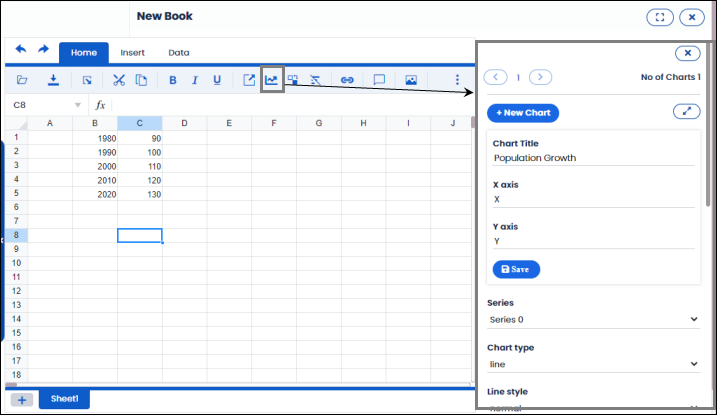 New Book
Home Insert Data
B I U
C8 fx
A B C D E F G H I J
1 1980 90
2 1990 100
3 2000 110
4 2010 120
5 2020 130
6
7
8
9
10
11
12
13
14
15
16
17
18
+ Sheet1
1 No of Charts 1
+ New Chart
Chart Title
Population Growth
X axis
X
Y axis
Y
Save
Series
Series 0
Chart type
line
Line style
normal